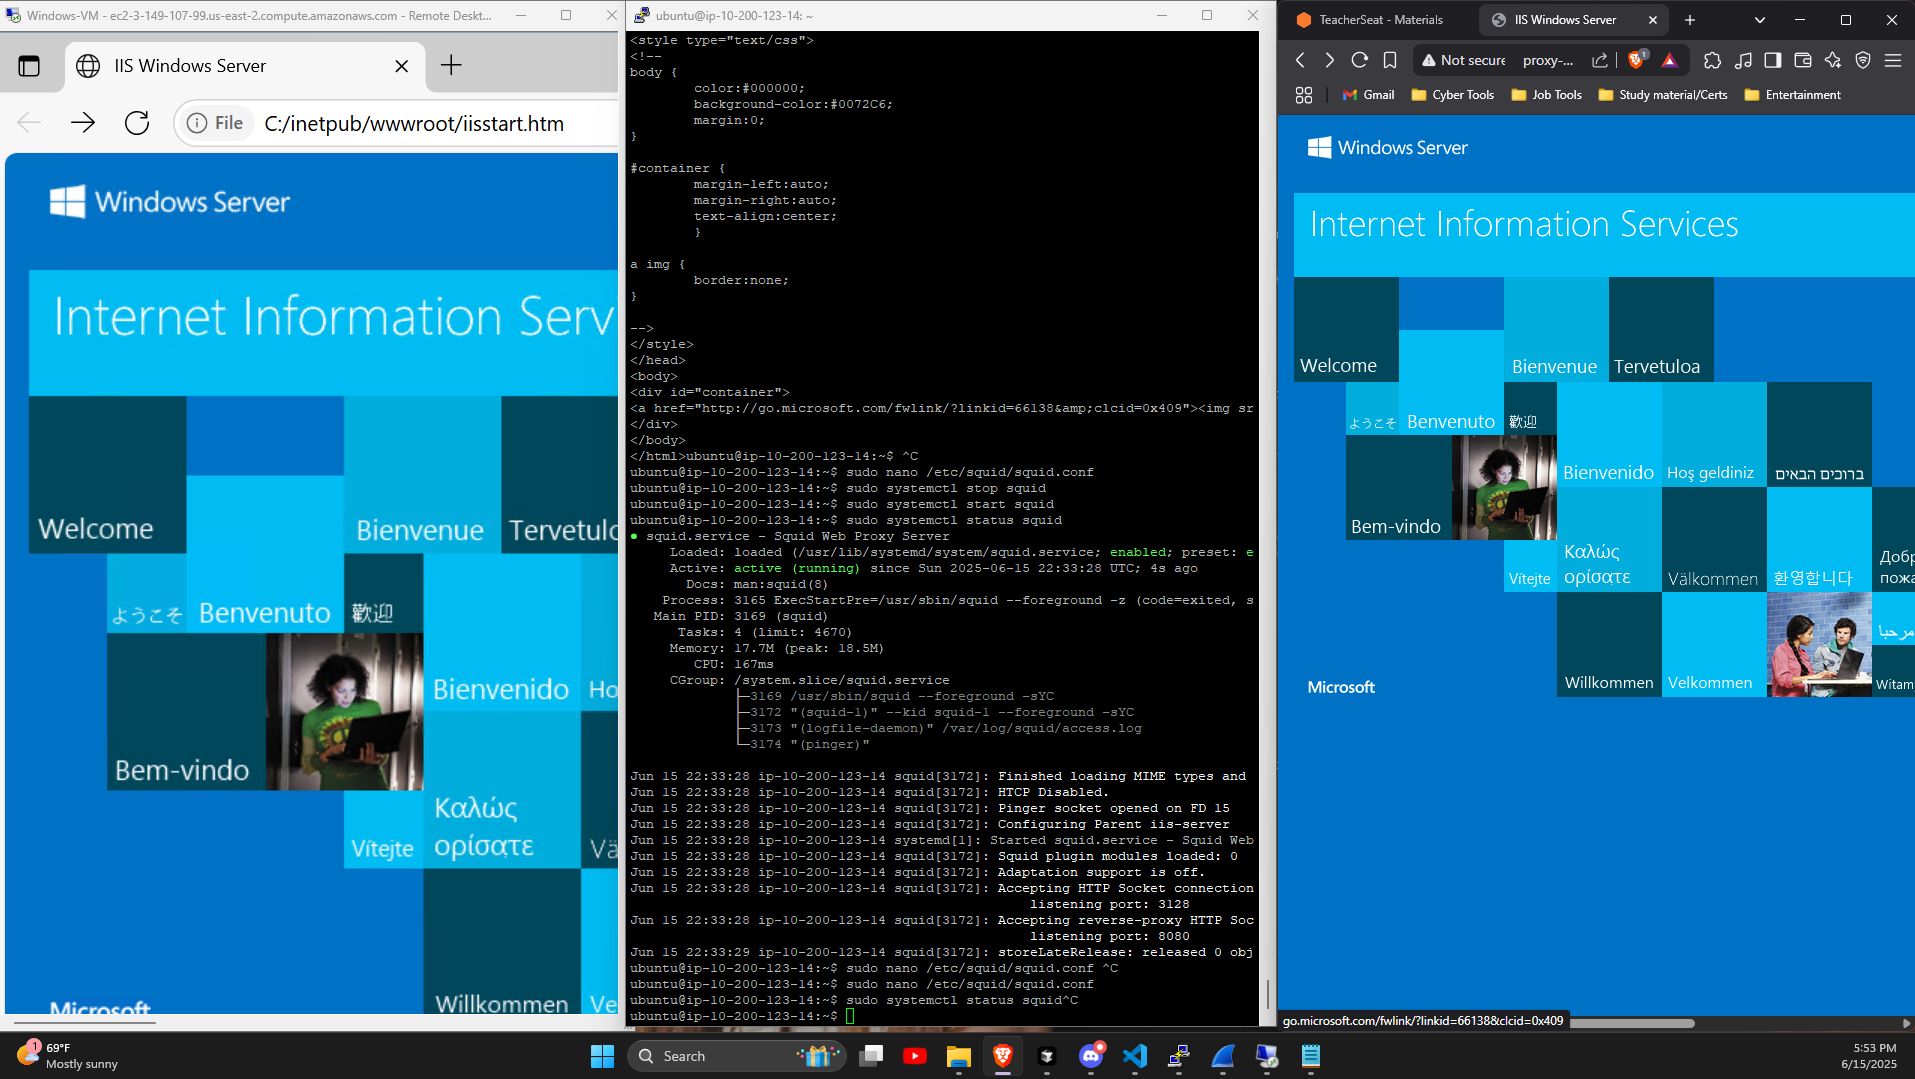 Windows-VM - ec2-3-149-107-99.us-east-2.compute.amazonaws.com - Remote Deskt...
IIS Windows Server
File
C:/inetpub/wwwroot/iisstart.htm
Windows Server
Internet Information Serv
Welcome
Bienvenue
Tervetulo
ようこそ
Benvenuto
歡迎
Bienvenido
Ho
Bem-vindo
Καλώς
ορίσατε
Vítejte
Vä
Microsoft
Willkommen
Ve
ubuntu@ip-10-200-123-14: ~
<style type="text/css">
<!--
body {
color:#000000;
background-color:#0072C6;
margin:0;
}
#container {
margin-left:auto;
margin-right:auto;
text-align:center;
}
a img {
border:none;
}
-->
</style>
</head>
<body>
<div id="container">
<a href="http://go.microsoft.com/fwlink/?linkid=66138&amp;clcid=0x409"><img sr
</div>
</body>
</html>ubuntu@ip-10-200-123-14:~$ ^C
ubuntu@ip-10-200-123-14:~$ sudo nano /etc/squid/squid.conf
ubuntu@ip-10-200-123-14:~$ sudo systemctl stop squid
ubuntu@ip-10-200-123-14:~$ sudo systemctl start squid
ubuntu@ip-10-200-123-14:~$ sudo systemctl status squid
● squid.service - Squid Web Proxy Server
Loaded: loaded (/usr/lib/systemd/system/squid.service; enabled; preset: e
Active: active (running) since Sun 2025-06-15 22:33:28 UTC; 4s ago
Docs: man:squid(8)
Process: 3165 ExecStartPre=/usr/sbin/squid --foreground -z (code=exited, s
Main PID: 3169 (squid)
Tasks: 4 (limit: 4670)
Memory: 17.7M (peak: 18.5M)
CPU: 167ms
CGroup: /system.slice/squid.service
├─3169 /usr/sbin/squid --foreground -sYC
├─3172 "(squid-1)" --kid squid-1 --foreground -sYC
├─3173 "(logfile-daemon)" /var/log/squid/access.log
└─3174 "(pinger)"
Jun 15 22:33:28 ip-10-200-123-14 squid[3172]: Finished loading MIME types and
Jun 15 22:33:28 ip-10-200-123-14 squid[3172]: HTCP Disabled.
Jun 15 22:33:28 ip-10-200-123-14 squid[3172]: Pinger socket opened on FD 15
Jun 15 22:33:28 ip-10-200-123-14 squid[3172]: Configuring Parent iis-server
Jun 15 22:33:28 ip-10-200-123-14 systemd[1]: Started squid.service - Squid Web
Jun 15 22:33:28 ip-10-200-123-14 squid[3172]: Squid plugin modules loaded: 0
Jun 15 22:33:28 ip-10-200-123-14 squid[3172]: Adaptation support is off.
Jun 15 22:33:28 ip-10-200-123-14 squid[3172]: Accepting HTTP Socket connection
listening port: 3128
Jun 15 22:33:28 ip-10-200-123-14 squid[3172]: Accepting reverse-proxy HTTP Soc
listening port: 8080
Jun 15 22:33:29 ip-10-200-123-14 squid[3172]: storeLateRelease: released 0 obj
ubuntu@ip-10-200-123-14:~$ sudo nano /etc/squid/squid.conf ^C
ubuntu@ip-10-200-123-14:~$ sudo nano /etc/squid/squid.conf
ubuntu@ip-10-200-123-14:~$ sudo systemctl status squid^C
ubuntu@ip-10-200-123-14:~$
TeacherSeat - Materials
IIS Windows Server
Not secure
proxy-...
1
Gmail
Cyber Tools
Job Tools
Study material/Certs
Entertainment
Windows Server
Internet Information Services
Welcome
Bienvenue
Tervetuloa
ようこそ
Benvenuto
歡迎
Bienvenido
Hoş geldiniz
ברוכים הבאים
Bem-vindo
Vítejte
Καλώς
ορίσατε
Välkommen
환영합니다
Добр
пожа
مرحبا
Microsoft
Willkommen
Velkommen
Witam
go.microsoft.com/fwlink/?linkid=66138&clcid=0x409
1
69°F
Mostly sunny
Search
5:53 PM
6/15/2025